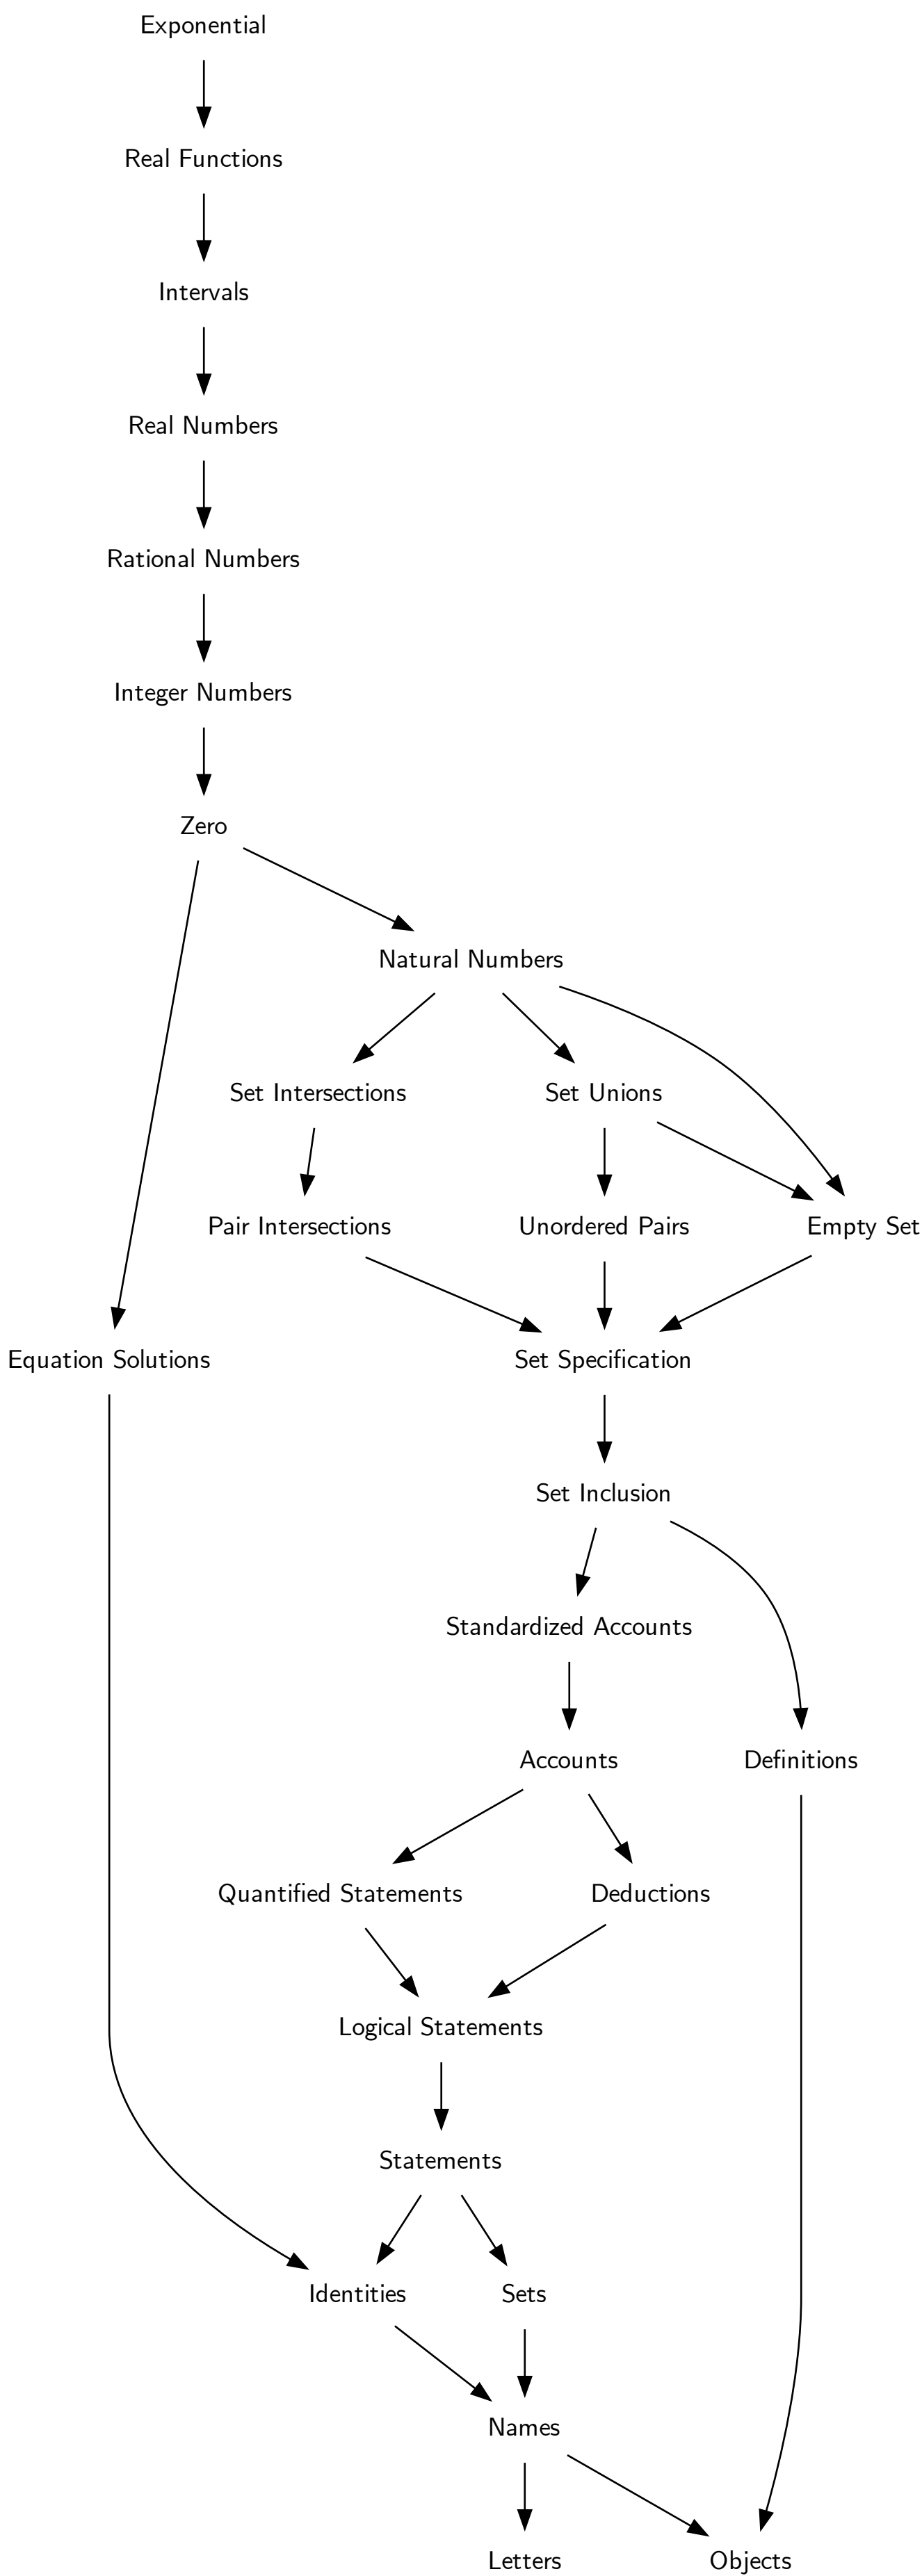 Exponential
Real Functions
Intervals
Real Numbers
Rational Numbers
Integer Numbers
Zero
Natural Numbers
Set Intersections
Set Unions
Pair Intersections
Unordered Pairs
Empty Set
Equation Solutions
Set Specification
Set Inclusion
Standardized Accounts
Accounts
Definitions
Quantified Statements
Deductions
Logical Statements
Statements
Identities
Sets
Names
Letters
Objects